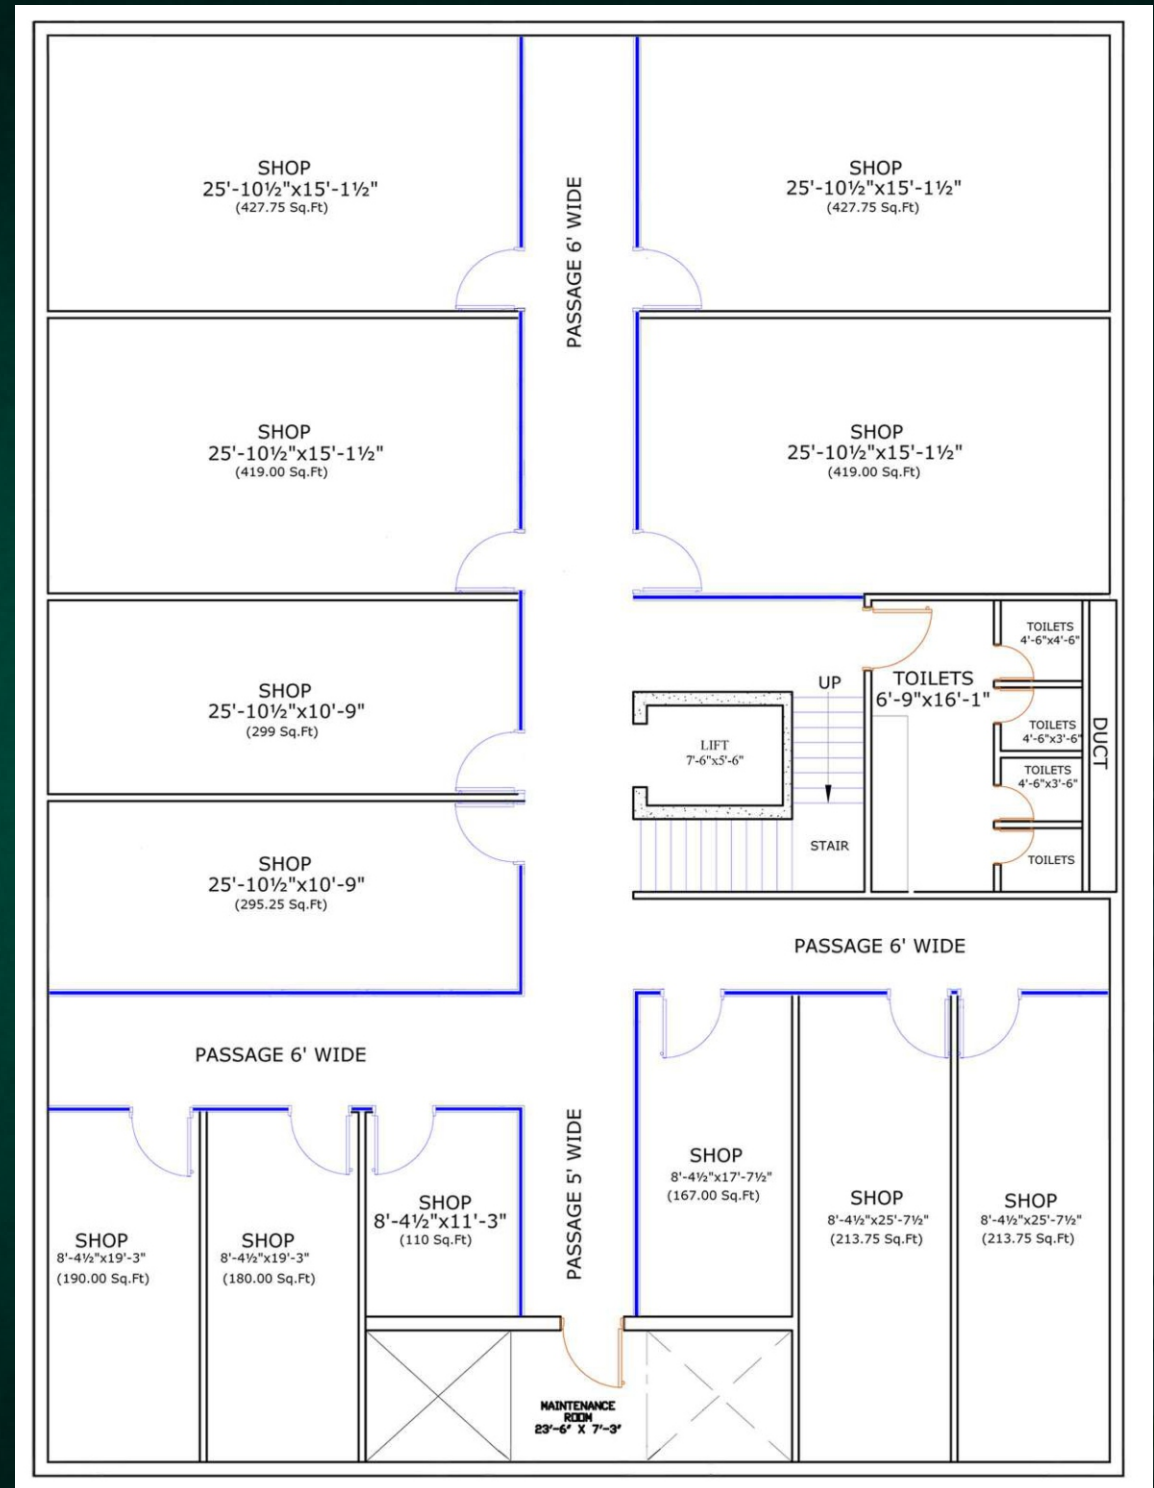 SHOP
25'-10½"x15'-1½"
(427.75 Sq.Ft)
PASSAGE 6' WIDE
SHOP
25'-10½"x15'-1½"
(427.75 Sq.Ft)
SHOP
25'-10½"x15'-1½"
(419.00 Sq.Ft)
SHOP
25'-10½"x15'-1½"
(419.00 Sq.Ft)
SHOP
25'-10½"x10'-9"
(299 Sq.Ft)
LIFT
7'-6"x5'-6"
UP
STAIR
TOILETS
6'-9"x16'-1"
TOILETS
4'-6"x4'-6"
TOILETS
4'-6"x3'-6"
TOILETS
4'-6"x3'-6"
TOILETS
DUCT
SHOP
25'-10½"x10'-9"
(295.25 Sq.Ft)
PASSAGE 6' WIDE
PASSAGE 6' WIDE
PASSAGE 5' WIDE
SHOP
8'-4½"x19'-3"
(190.00 Sq.Ft)
SHOP
8'-4½"x19'-3"
(180.00 Sq.Ft)
SHOP
8'-4½"x11'-3"
(110 Sq.Ft)
SHOP
8'-4½"x17'-7½"
(167.00 Sq.Ft)
SHOP
8'-4½"x25'-7½"
(213.75 Sq.Ft)
SHOP
8'-4½"x25'-7½"
(213.75 Sq.Ft)
MAINTENANCE
ROOM
23'-6" X 7'-3"